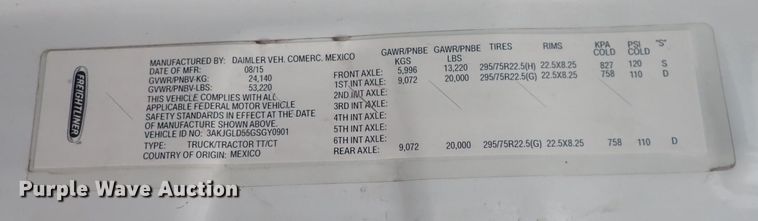 FREIGHTLINER
MANUFACTURED BY: DAIMLER VEH. COMERC. MEXICO
DATE OF MFR: 08/15
GVWR/PNBV-KG: 24,140
GVWR/PNBV-LBS: 53,220
THIS VEHICLE COMPLIES WITH ALL
APPLICABLE FEDERAL MOTOR VEHICLE
SAFETY STANDARDS IN EFFECT AT THE DATE
OF MANUFACTURE SHOWN ABOVE.
VEHICLE ID NO: 3AKJGLD55GSGY0901
TYPE: TRUCK/TRACTOR TT/CT
COUNTRY OF ORIGIN: MEXICO
GAWR/PNBE GAWR/PNBE TIRES RIMS KPA PSI "S"
KGS LBS COLD COLD
FRONT AXLE: 5,996 13,220 295/75R22.5(H) 22.5X8.25 827 120 S
1ST INT AXLE: 9,072 20,000 295/75R22.5(G) 22.5X8.25 758 110 D
2ND INT AXLE:
3RD INT AXLE:
4TH INT AXLE:
5TH INT AXLE:
6TH INT AXLE:
REAR AXLE: 9,072 20,000 295/75R22.5(G) 22.5X8.25 758 110 D
Purple Wave Auction